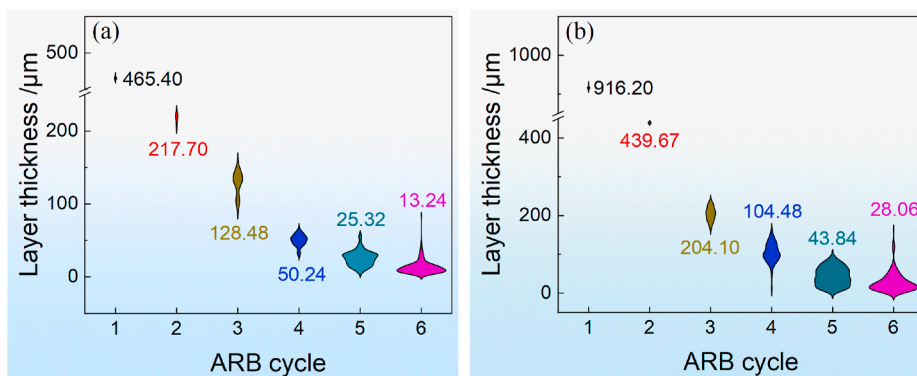 (a)
Layer thickness /μm
500
200
100
0
465.40
217.70
128.48
50.24
25.32
13.24
1 2 3 4 5 6
ARB cycle
(b)
Layer thickness /μm
1000
400
200
0
916.20
439.67
204.10
104.48
43.84
28.06
1 2 3 4 5 6
ARB cycle